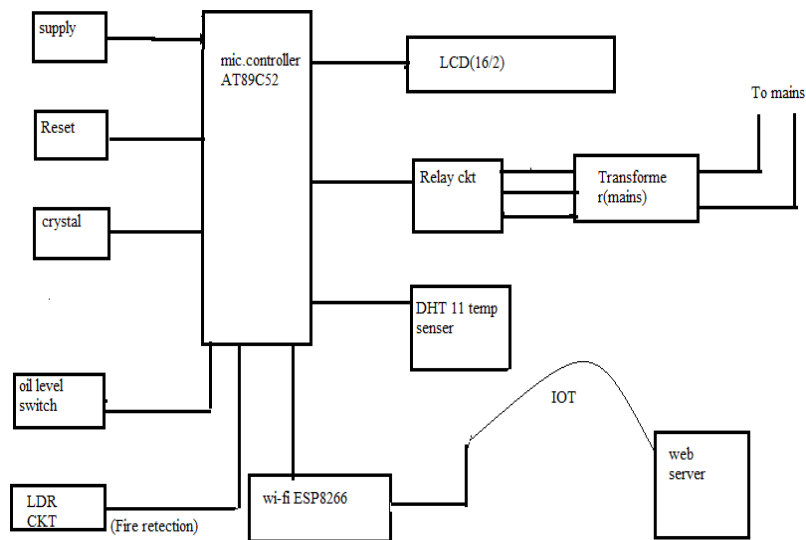 supply
mic.controller
AT89C52
LCD(16/2)
To mains
Reset
Relay ckt
Transforme
r(mains)
crystal
DHT 11 temp
senser
oil level
switch
IOT
web
server
LDR
CKT
(Fire retection)
wi-fi ESP8266